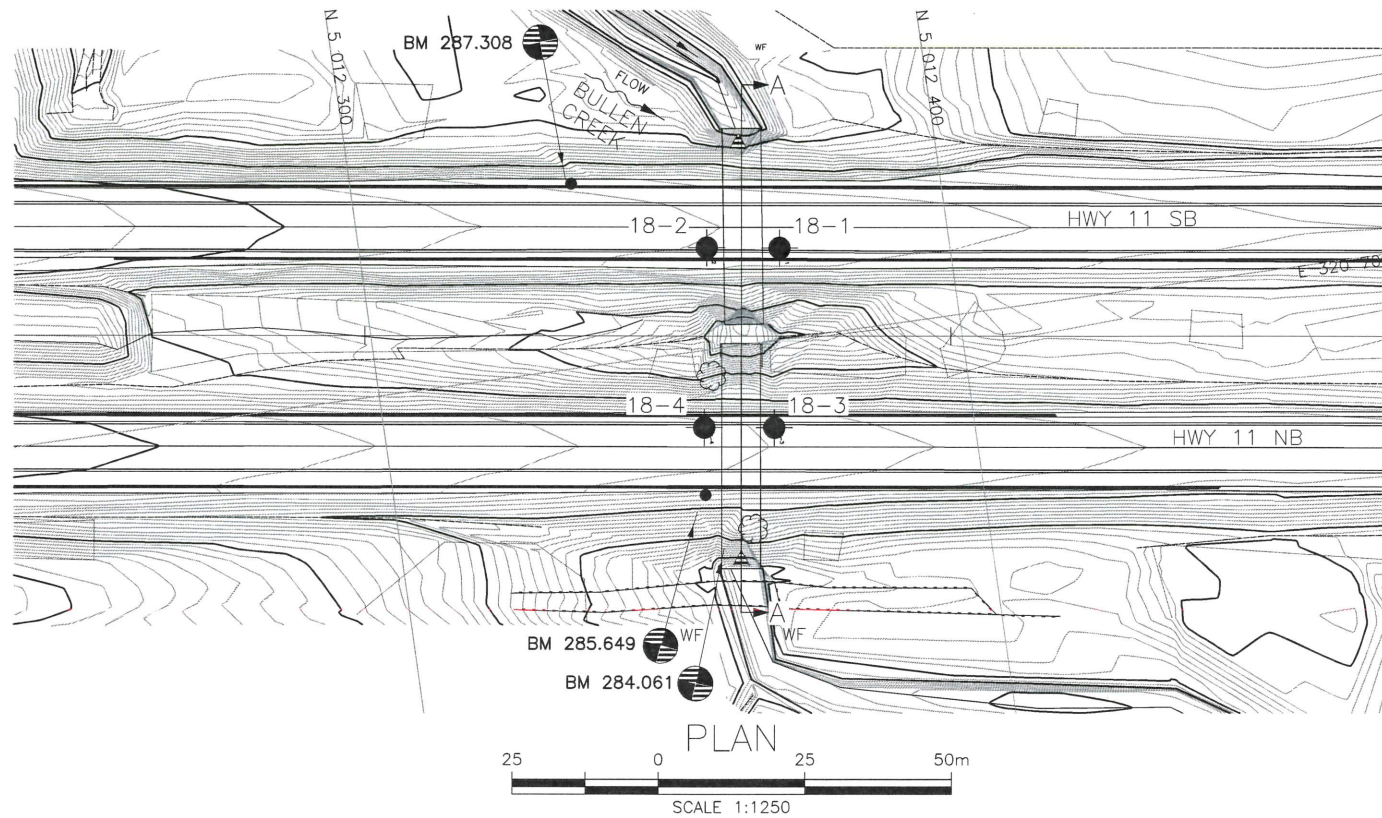 BM 287.308
N 5 012 300
FLOW
BULLEN
CREEK
WF
A
N 5 012 400
18-2
18-1
HWY 11 SB
E 320 70
18-4
18-3
HWY 11 NB
A
BM 285.649
WF
WF
BM 284.061
PLAN
25 0 25 50m
SCALE 1:1250